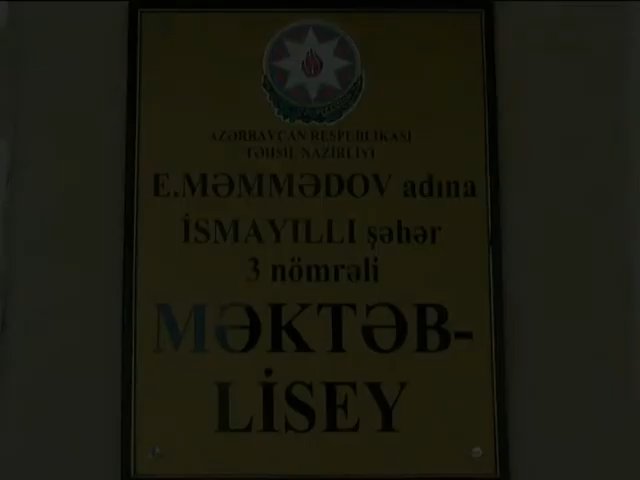 AZƏRBAYCAN RESPUBLİKASI
TƏHSİL NAZİRLİYİ
E.MƏMMƏDOV adına
İSMAYILLI şəhər
3 nömrəli
MƏKTƏB-
LİSEY